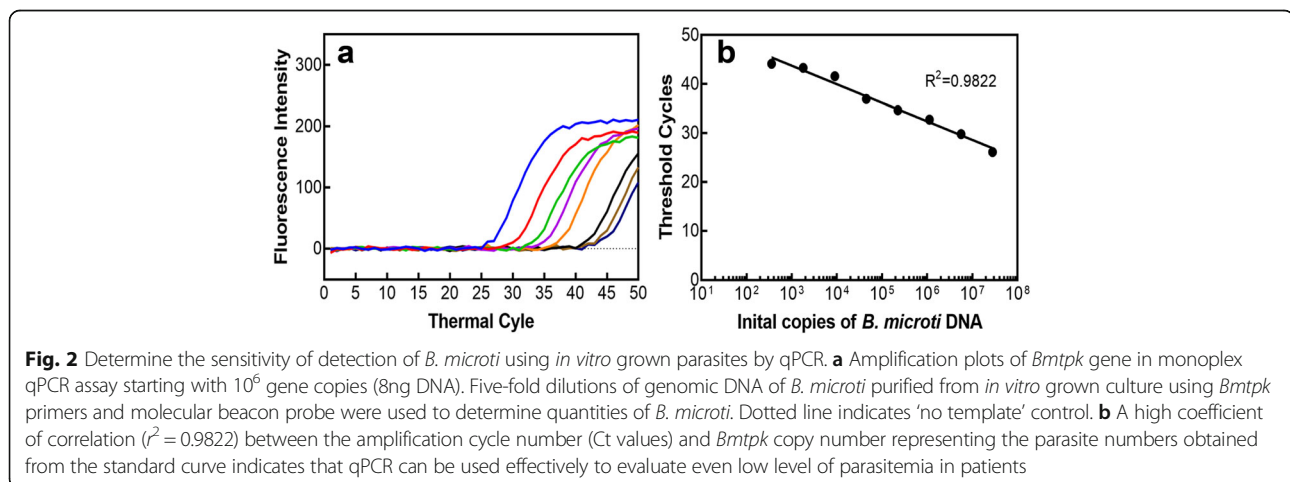 a
300
200
100
0
Fluorescence Intensity
0 5 10 15 20 25 30 35 40 45 50
Thermal Cyle
b
50
40
30
20
10
0
Threshold Cycles
R²=0.9822
10¹ 10² 10³ 10⁴ 10⁵ 10⁶ 10⁷ 10⁸
Inital copies of B. microti DNA
Fig. 2 Determine the sensitivity of detection of B. microti using in vitro grown parasites by qPCR. a Amplification plots of Bmtpk gene in monoplex
qPCR assay starting with 10⁶ gene copies (8ng DNA). Five-fold dilutions of genomic DNA of B. microti purified from in vitro grown culture using Bmtpk
primers and molecular beacon probe were used to determine quantities of B. microti. Dotted line indicates ‘no template’ control. b A high coefficient
of correlation (r² = 0.9822) between the amplification cycle number (Ct values) and Bmtpk copy number representing the parasite numbers obtained
from the standard curve indicates that qPCR can be used effectively to evaluate even low level of parasitemia in patients